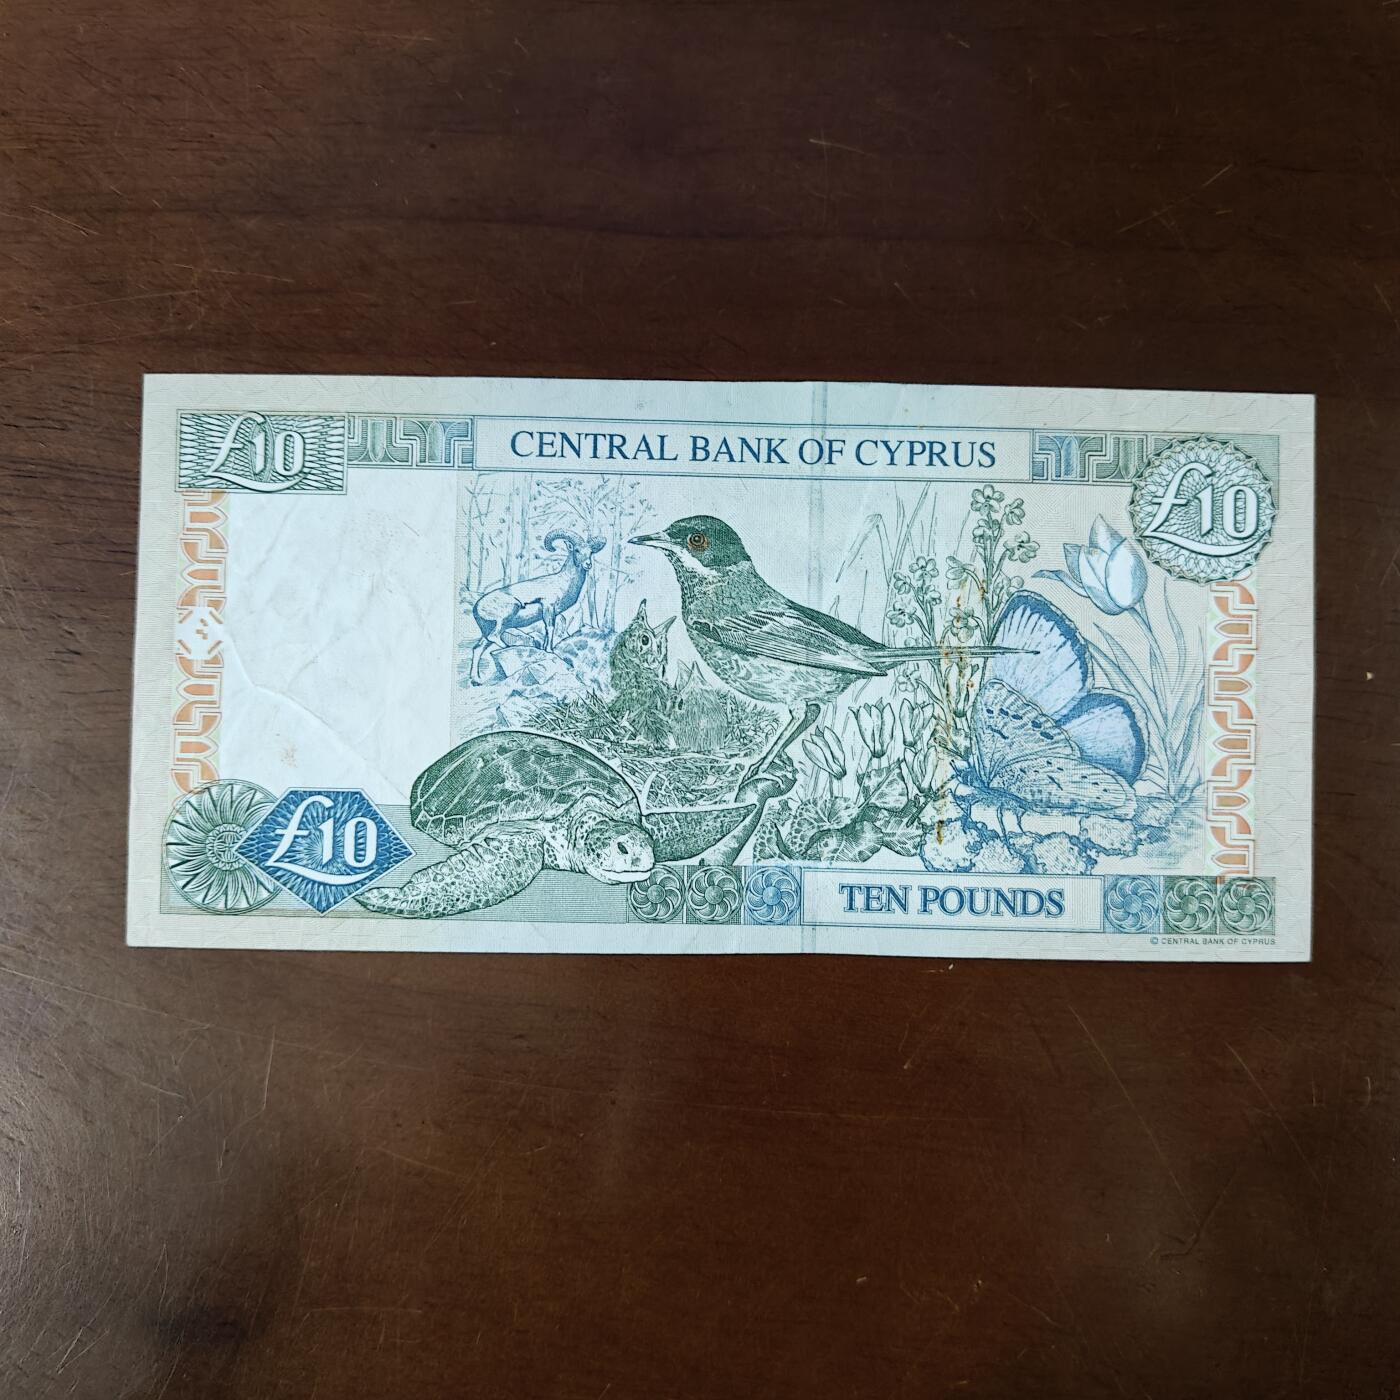 £10
CENTRAL BANK OF CYPRUS
£10
£10
TEN POUNDS
© CENTRAL BANK OF CYPRUS